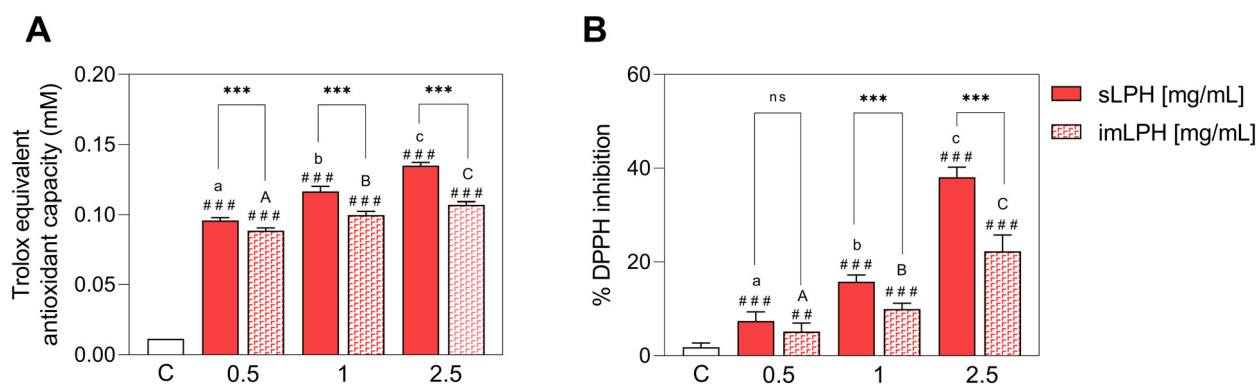 A
Trolox equivalent
antioxidant capacity (mM)
0.20
0.15
0.10
0.05
0.00
***
***
***
a
###
A
###
b
###
B
###
c
###
C
###
C
0.5
1
2.5
B
% DPPH inhibition
60
40
20
0
ns
***
***
a
###
A
##
b
###
B
###
c
###
C
###
C
0.5
1
2.5
sLPH [mg/mL]
imLPH [mg/mL]